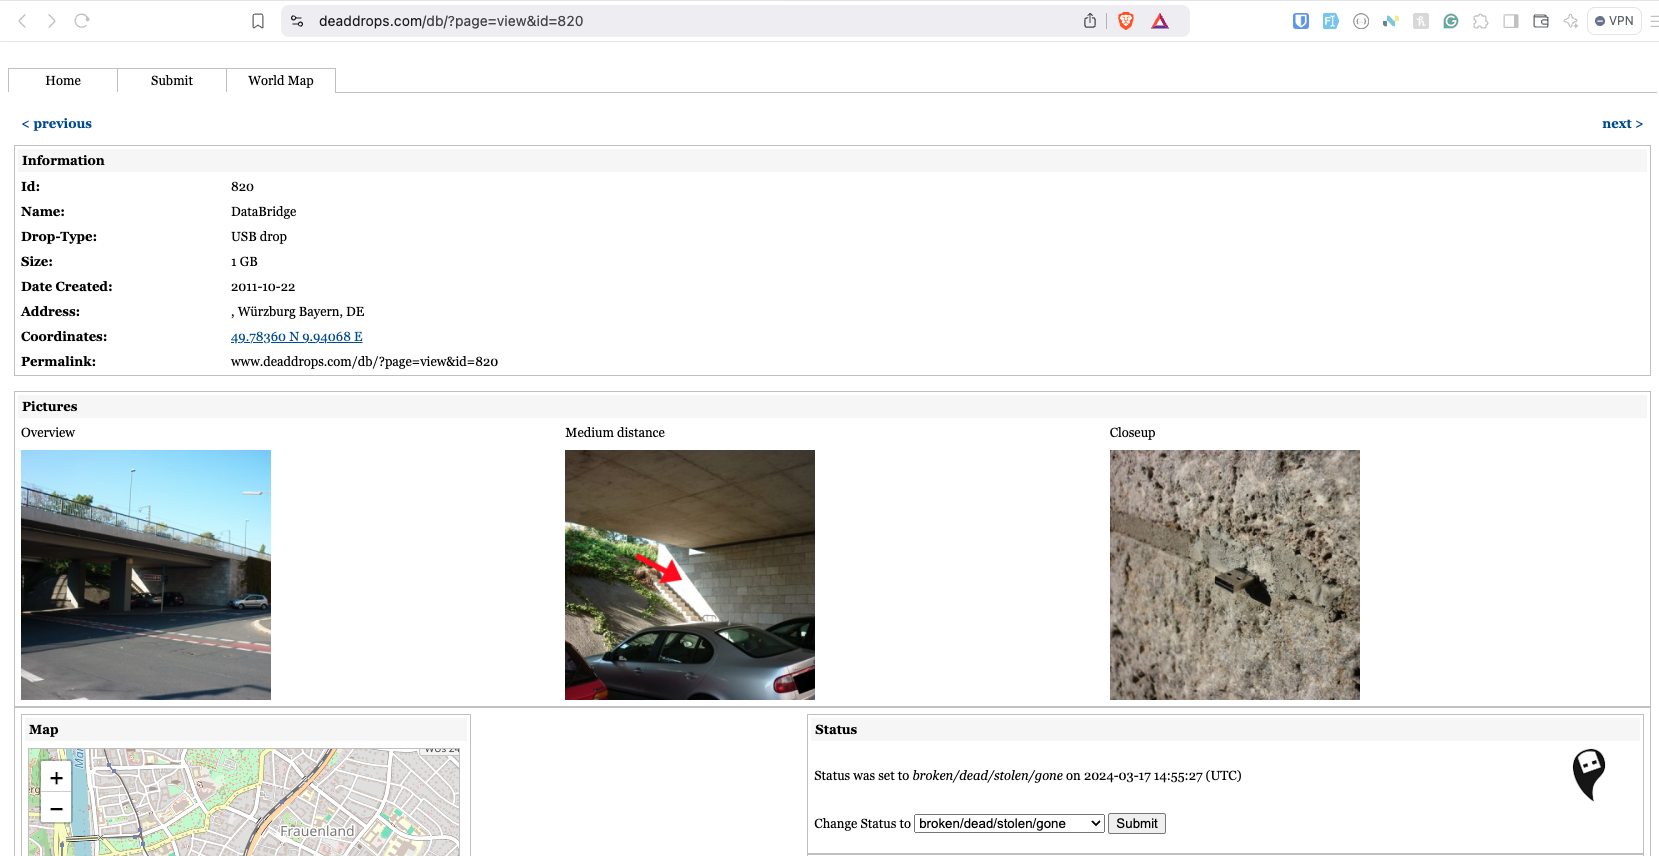 deaddrops.com/db/?page=view&id=820
VPN
Home
Submit
World Map
< previous
next >
Information
Id: 820
Name: DataBridge
Drop-Type: USB drop
Size: 1 GB
Date Created: 2011-10-22
Address: , Würzburg Bayern, DE
Coordinates: 49.78360 N 9.94068 E
Permalink: www.deaddrops.com/db/?page=view&id=820
Pictures
Overview
Medium distance
Closeup
Map
+
−
Frauenland
Status
Status was set to broken/dead/stolen/gone on 2024-03-17 14:55:27 (UTC)
Change Status to broken/dead/stolen/gone Submit